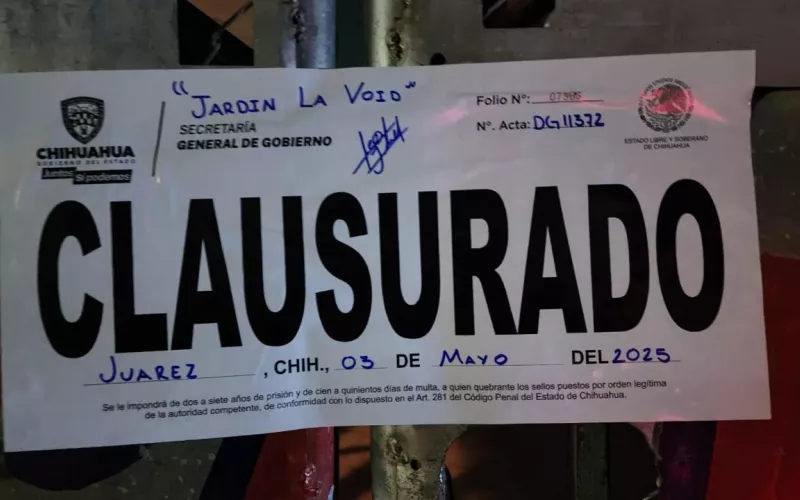 "JARDIN LA VOID"
CHIHUAHUA
GOBIERNO DEL ESTADO
Juntos Sí podemos
SECRETARÍA
GENERAL DE GOBIERNO
Folio N°: 07385
N°. Acta: DG11372
ESTADO LIBRE Y SOBERANO
DE CHIHUAHUA
CLAUSURADO
JUAREZ, CHIH., 03 DE MAYO DEL 2025
Se le impondrá de dos a siete años de prisión y de cien a quinientos días de multa, a quien quebrante los sellos puestos por orden legítima
de la autoridad competente, de conformidad con lo dispuesto en el Art. 281 del Código Penal del Estado de Chihuahua.